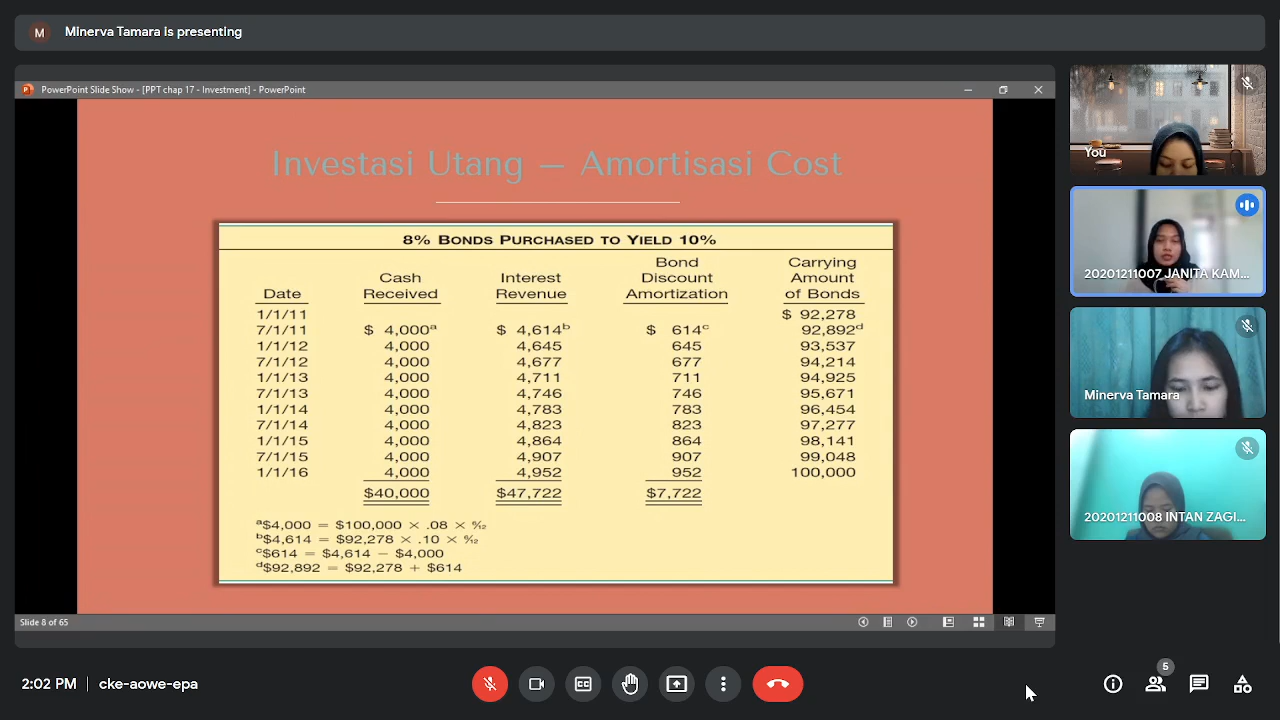 M Minerva Tamara is presenting
PowerPoint Slide Show - [PPT chap 17 - Investment] - PowerPoint
Investasi Utang – Amortisasi Cost
8% BONDS PURCHASED TO YIELD 10%
Date Cash Received Interest Revenue Bond Discount Amortization Carrying Amount of Bonds
1/1/11 $ 92,278
7/1/11 $ 4,000a $ 4,614b $ 614c 92,892d
1/1/12 4,000 4,645 645 93,537
7/1/12 4,000 4,677 677 94,214
1/1/13 4,000 4,711 711 94,925
7/1/13 4,000 4,746 746 95,671
1/1/14 4,000 4,783 783 96,454
7/1/14 4,000 4,823 823 97,277
1/1/15 4,000 4,864 864 98,141
7/1/15 4,000 4,907 907 99,048
1/1/16 4,000 4,952 952 100,000
$40,000 $47,722 $7,722
a$4,000 = $100,000 × .08 × 6/12
b$4,614 = $92,278 × .10 × 6/12
c$614 = $4,614 − $4,000
d$92,892 = $92,278 + $614
Slide 8 of 65
You
20201211007 JANITA KAM...
Minerva Tamara
20201211008 INTAN ZAGI...
2:02 PM | cke-aowe-epa
5